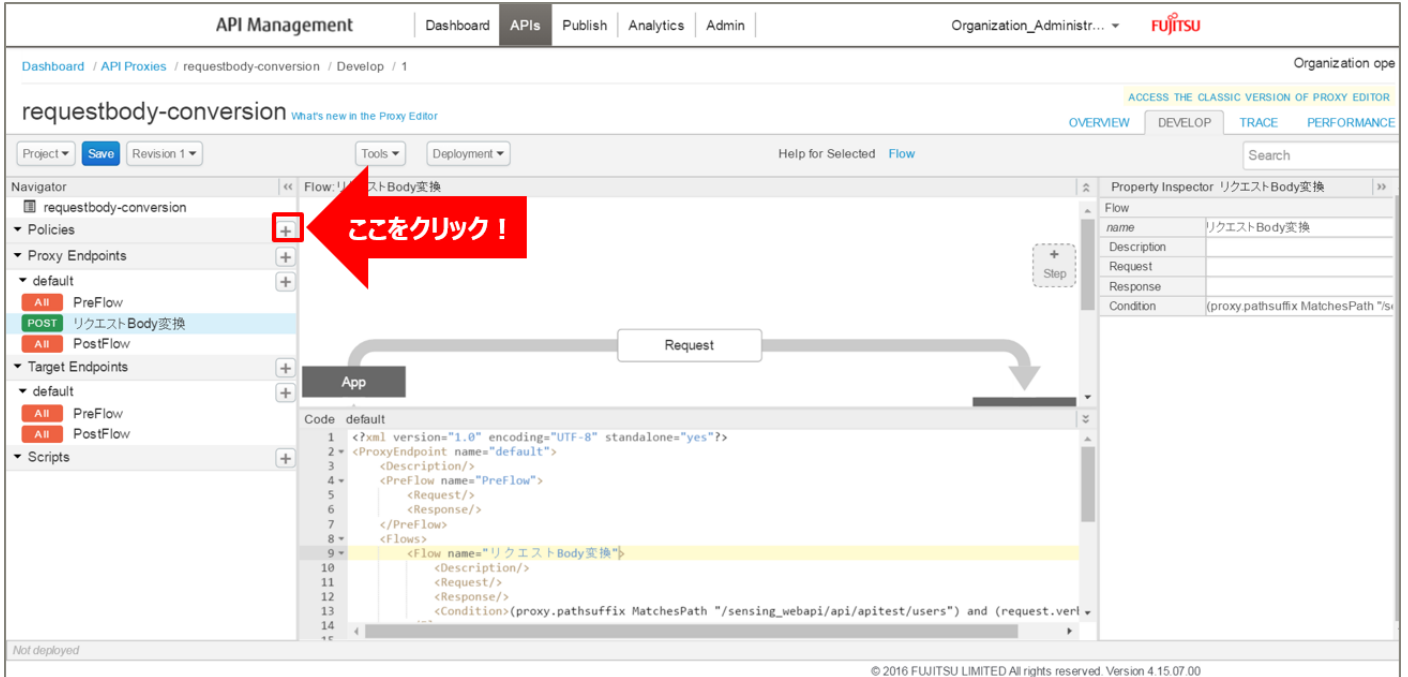 API Management Dashboard APIs Publish Analytics Admin Organization_Administr... FUJITSU
Dashboard / API Proxies / requestbody-conversion / Develop / 1 Organization ope
ACCESS THE CLASSIC VERSION OF PROXY EDITOR
requestbody-conversion What's new in the Proxy Editor OVERVIEW DEVELOP TRACE PERFORMANCE
Project Save Revision 1 Tools Deployment Help for Selected Flow Search
Navigator
requestbody-conversion
Policies
Proxy Endpoints
default
All PreFlow
POST リクエストBody変換
All PostFlow
Target Endpoints
default
All PreFlow
All PostFlow
Scripts
ここをクリック！
Body変換
+
Step
Request
App
Code default
1 <?xml version="1.0" encoding="UTF-8" standalone="yes"?>
2 <ProxyEndpoint name="default">
3 <Description/>
4 <PreFlow name="PreFlow">
5 <Request/>
6 <Response/>
7 </PreFlow>
8 <Flows>
9 <Flow name="リクエストBody変換">
10 <Description/>
11 <Request/>
12 <Response/>
13 <Condition>(proxy.pathsuffix MatchesPath "/sensing_webapi/api/apitest/users") and (request.verb
14
Property Inspector リクエストBody変換
Flow
name リクエストBody変換
Description
Request
Response
Condition (proxy.pathsuffix MatchesPath "/se
Not deployed
© 2016 FUJITSU LIMITED All rights reserved. Version 4.15.07.00